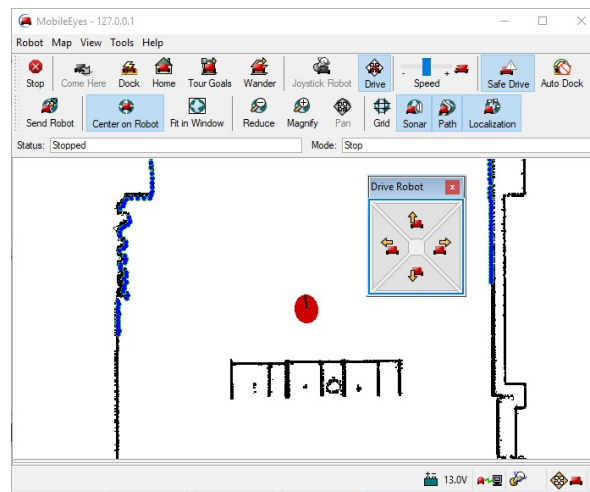 MobileEyes - 127.0.0.1
Robot Map View Tools Help
Stop Come Here Dock Home Tour Goals Wander Joystick Robot Drive - + Speed Safe Drive Auto Dock
Send Robot Center on Robot Fit in Window Reduce Magnify Pan Grid Sonar Path Localization
Status: Stopped Mode: Stop
Drive Robot x
13.0V